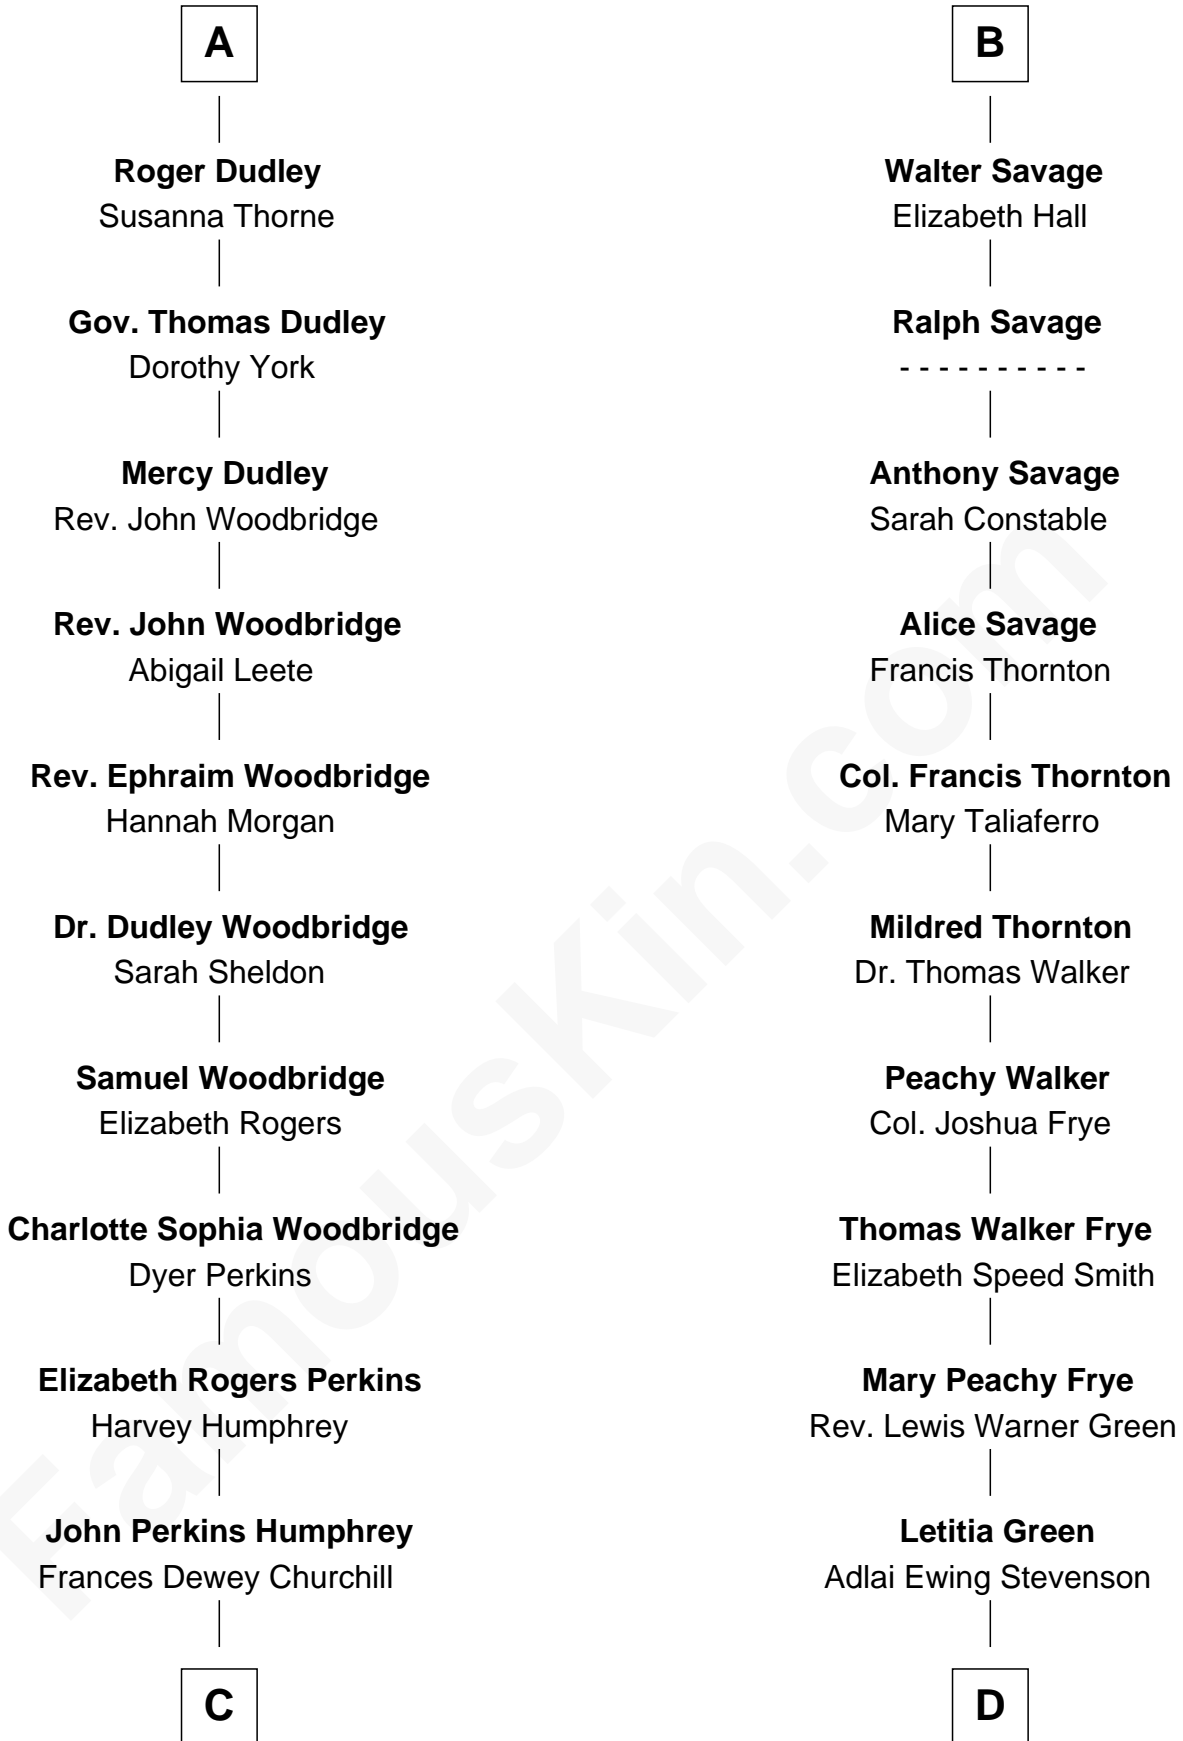 A
Roger Dudley
Susanna Thorne
Gov. Thomas Dudley
Dorothy York
Mercy Dudley
Rev. John Woodbridge
Rev. John Woodbridge
Abigail Leete
Rev. Ephraim Woodbridge
Hannah Morgan
Dr. Dudley Woodbridge
Sarah Sheldon
Samuel Woodbridge
Elizabeth Rogers
Charlotte Sophia Woodbridge
Dyer Perkins
Elizabeth Rogers Perkins
Harvey Humphrey
John Perkins Humphrey
Frances Dewey Churchill
C
B
Walter Savage
Elizabeth Hall
Ralph Savage
- - - - - - - - - -
Anthony Savage
Sarah Constable
Alice Savage
Francis Thornton
Col. Francis Thornton
Mary Taliaferro
Mildred Thornton
Dr. Thomas Walker
Peachy Walker
Col. Joshua Frye
Thomas Walker Frye
Elizabeth Speed Smith
Mary Peachy Frye
Rev. Lewis Warner Green
Letitia Green
Adlai Ewing Stevenson
D
FamousKin.com